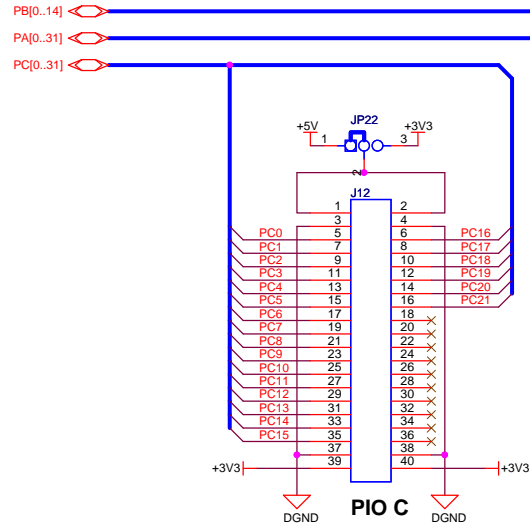 PB[0..14]
PA[0..31]
PC[0..31]
JP22
+5V 1 3 +3V3
2
J12
1 2
3 4
PC0 5 6 PC16
PC1 7 8 PC17
PC2 9 10 PC18
PC3 11 12 PC19
PC4 13 14 PC20
PC5 15 16 PC21
PC6 17 18
PC7 19 20
PC8 21 22
PC9 23 24
PC10 25 26
PC11 27 28
PC12 29 30
PC13 31 32
PC14 33 34
PC15 35 36
37 38
+3V3 39 40 +3V3
PIO C
DGND DGND